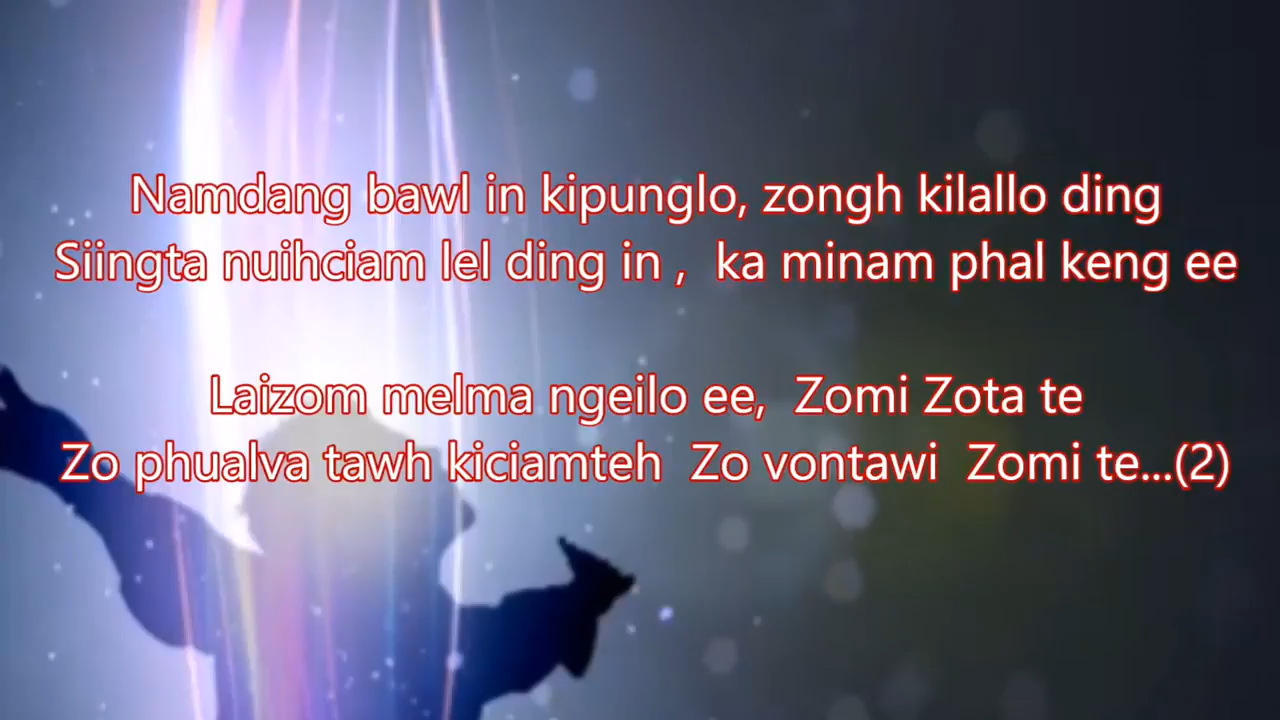 Namdang bawl in kipunglo, zongh kilallo ding
Siingta nuihciam lel ding in ,  ka minam phal keng ee
Laizom melma ngeilo ee,  Zomi Zota te
Zo phualva tawh kiciamteh  Zo vontawi  Zomi te...(2)